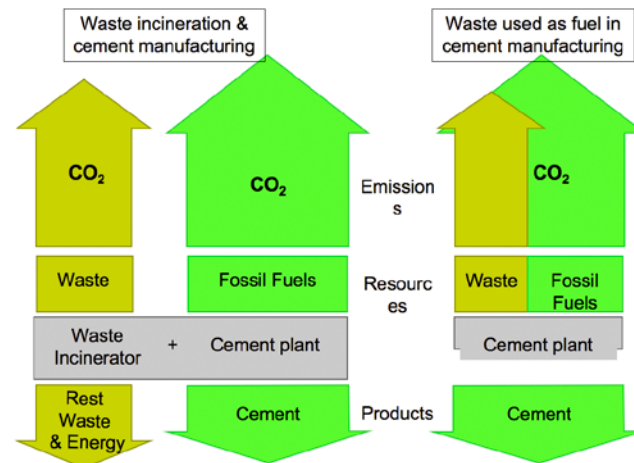 Waste incineration &
cement manufacturing
Waste used as fuel in
cement manufacturing
CO₂
CO₂
Emission
s
CO₂
Waste
Fossil Fuels
Resourc
es
Waste
Fossil
Fuels
Waste
Incinerator
+
Cement plant
Cement plant
Rest
Waste
& Energy
Cement
Products
Cement